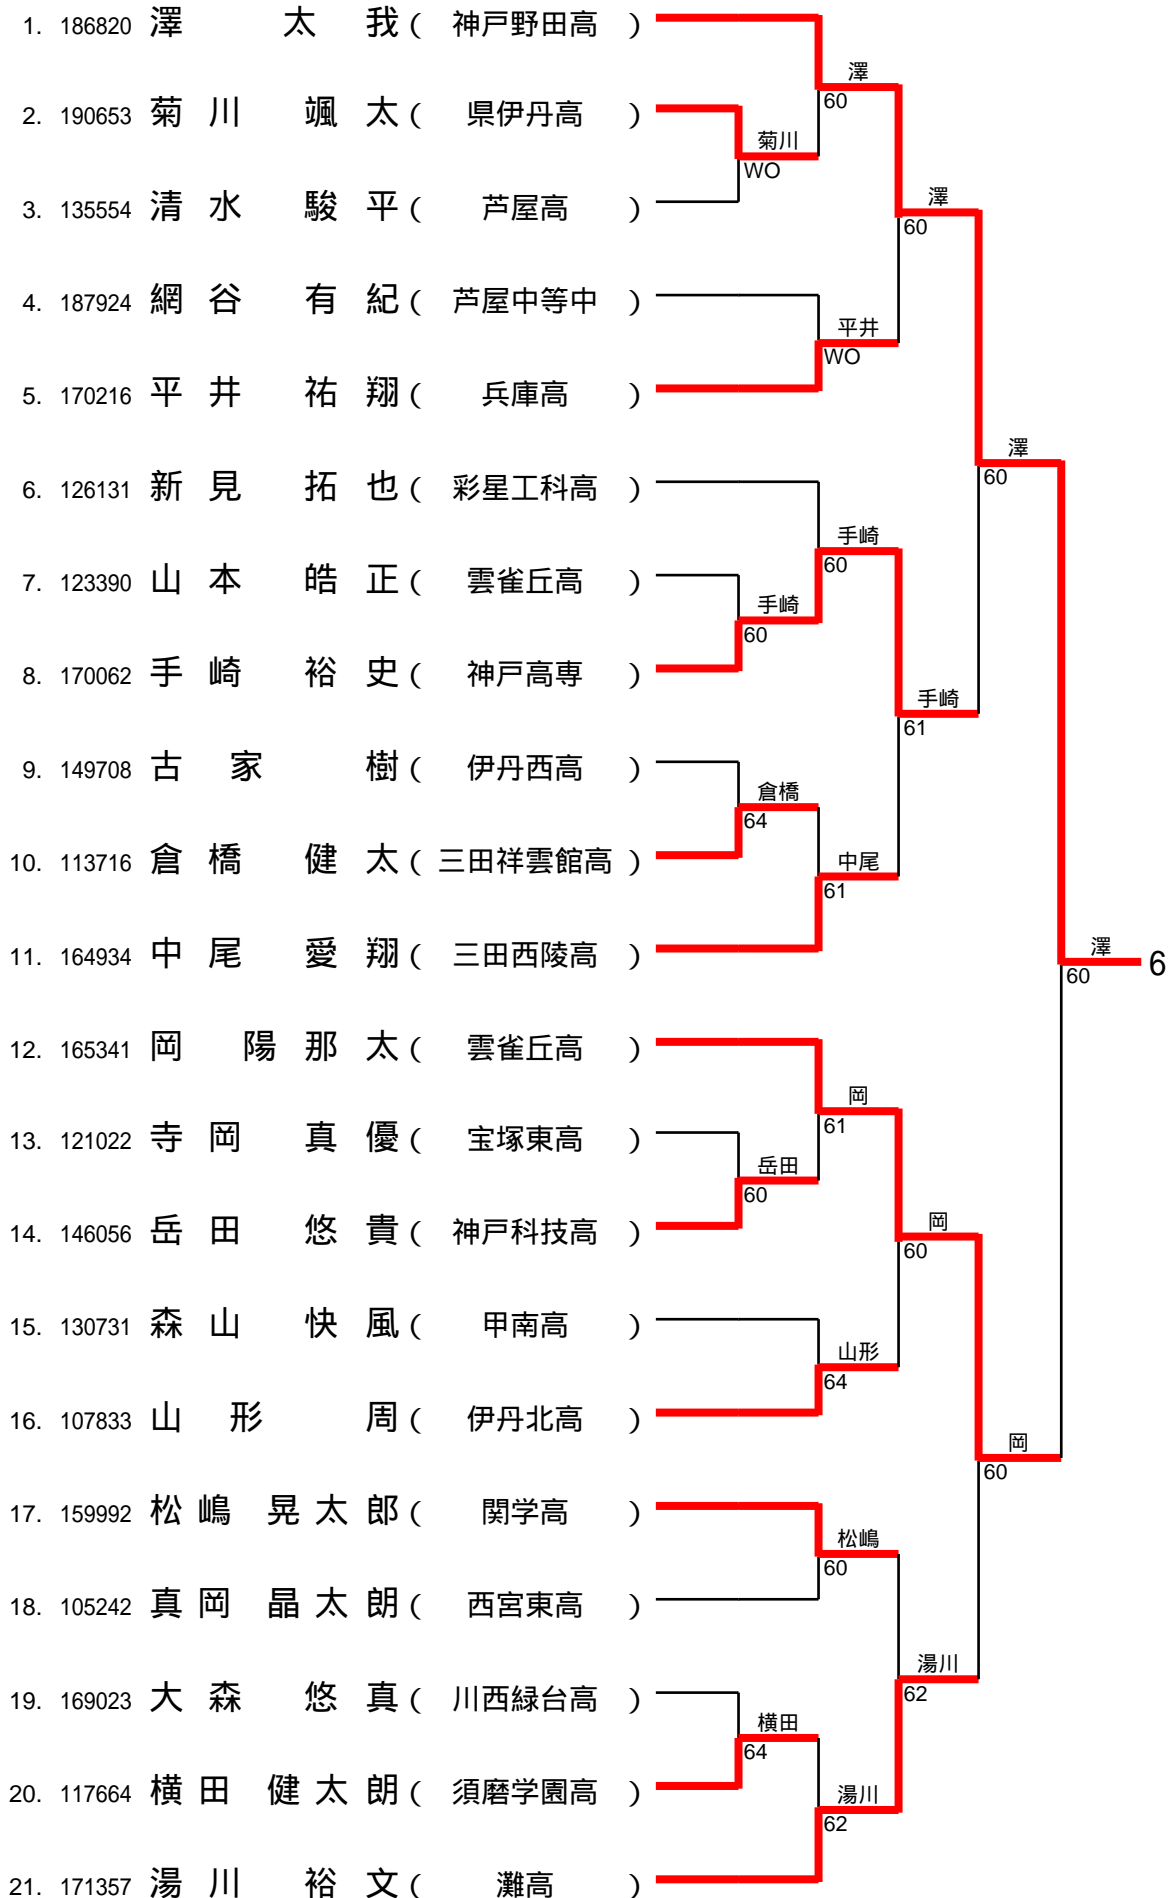 1. 186820 澤 太 我 ( 神戸野田高 )
澤
60
2. 190653 菊 川 颯 太 ( 県伊丹高 )
菊川
WO
3. 135554 清 水 駿 平 ( 芦屋高 )
澤
60
4. 187924 網 谷 有 紀 ( 芦屋中等中 )
平井
WO
5. 170216 平 井 祐 翔 ( 兵庫高 )
澤
60
6. 126131 新 見 拓 也 ( 彩星工科高 )
手崎
60
7. 123390 山 本 皓 正 ( 雲雀丘高 )
手崎
60
8. 170062 手 崎 裕 史 ( 神戸高専 )
手崎
61
9. 149708 古 家 樹 ( 伊丹西高 )
倉橋
64
10. 113716 倉 橋 健 太 ( 三田祥雲館高 )
中尾
61
11. 164934 中 尾 愛 翔 ( 三田西陵高 )
澤
60
6
12. 165341 岡 陽 那 太 ( 雲雀丘高 )
岡
61
13. 121022 寺 岡 真 優 ( 宝塚東高 )
岳田
60
14. 146056 岳 田 悠 貴 ( 神戸科技高 )
岡
60
15. 130731 森 山 快 風 ( 甲南高 )
山形
64
16. 107833 山 形 周 ( 伊丹北高 )
岡
60
17. 159992 松 嶋 晃 太 郎 ( 関学高 )
松嶋
60
18. 105242 真 岡 晶 太 朗 ( 西宮東高 )
湯川
62
19. 169023 大 森 悠 真 ( 川西緑台高 )
横田
64
20. 117664 横 田 健 太 朗 ( 須磨学園高 )
湯川
62
21. 171357 湯 川 裕 文 ( 灘高 )